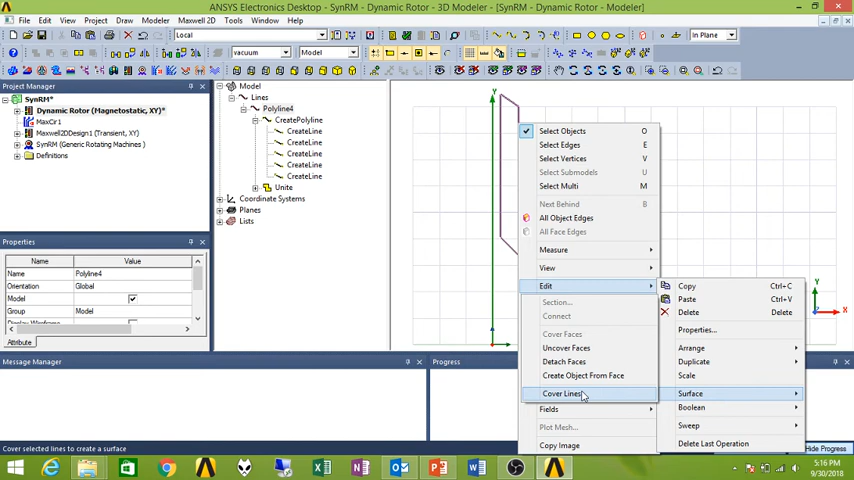 ANSYS Electronics Desktop - SynRM - Dynamic Rotor - 3D Modeler - [SynRM - Dynamic Rotor - Modeler]
File Edit View Project Draw Modeler Maxwell 2D Tools Window Help
Local In Plane
vacuum Model
Project Manager
SynRM*
Dynamic Rotor (Magnetostatic, XY)*
MaxCir1
Maxwell2DDesign1 (Transient, XY)
SynRM (Generic Rotating Machines )
Definitions
Model
Lines
Polyline4
CreatePolyline
CreateLine
CreateLine
CreateLine
CreateLine
CreateLine
Unite
Coordinate Systems
Planes
Lists
Y
Select Objects O
Select Edges E
Select Vertices V
Select Submodels U
Select Multi M
Next Behind B
All Object Edges
All Face Edges
Measure
View
Edit
Section...
Connect
Cover Faces
Uncover Faces
Detach Faces
Create Object From Face
Cover Lines
Fields
Plot Mesh...
Copy Image
Copy Ctrl+C
Paste Ctrl+V
Delete Delete
Properties...
Arrange
Duplicate
Scale
Surface
Boolean
Sweep
Delete Last Operation
Y
X
Properties
Name Value
Name Polyline4
Orientation Global
Model
Group Model
Display Wireframe
Attribute
Message Manager
Progress
Cover selected lines to create a surface
Hide Progress
5:16 PM
9/30/2018